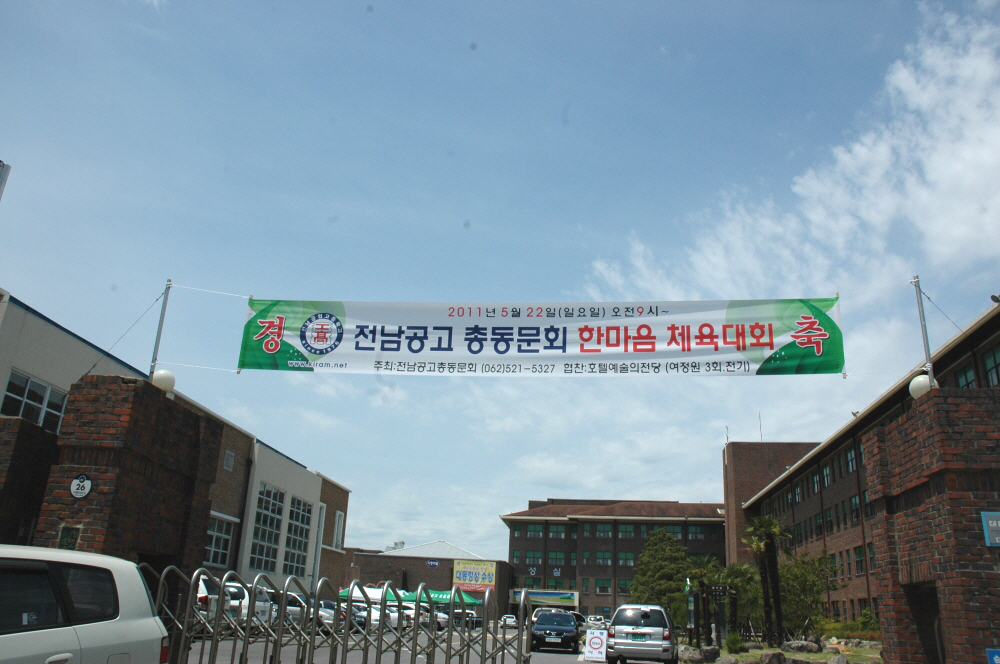 2011년 5월 22일(일요일) 오전9시~
경 전남공고 총동문회 한마음 체육대회 축
주최:전남공고총동문회 (062)521-5327 협찬:호텔예술의전당 (여정원 3회,전기)
26
성실